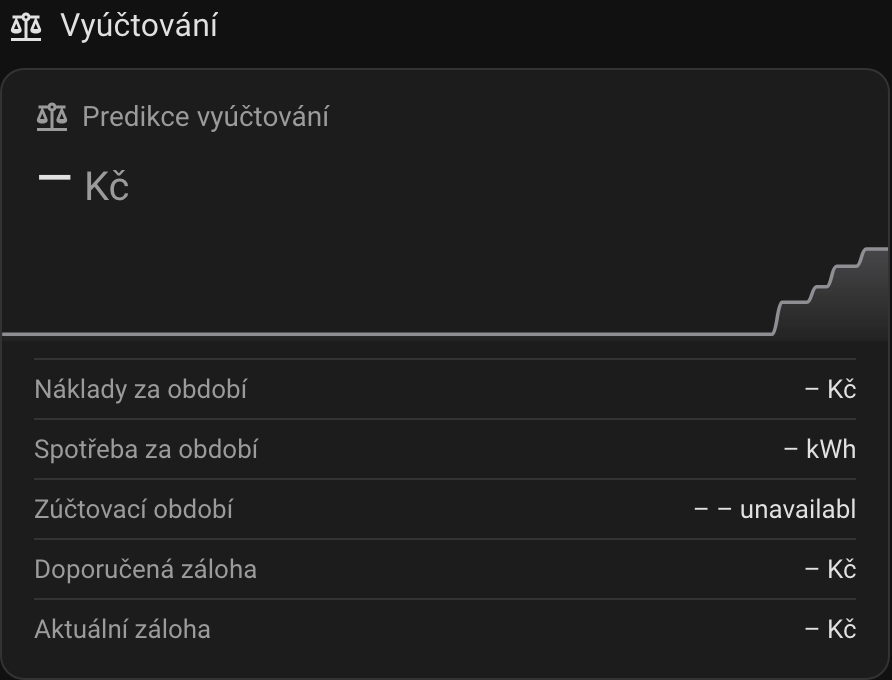 Vyúčtování
Predikce vyúčtování
– Kč
Náklady za období – Kč
Spotřeba za období – kWh
Zúčtovací období – – unavailabl
Doporučená záloha – Kč
Aktuální záloha – Kč